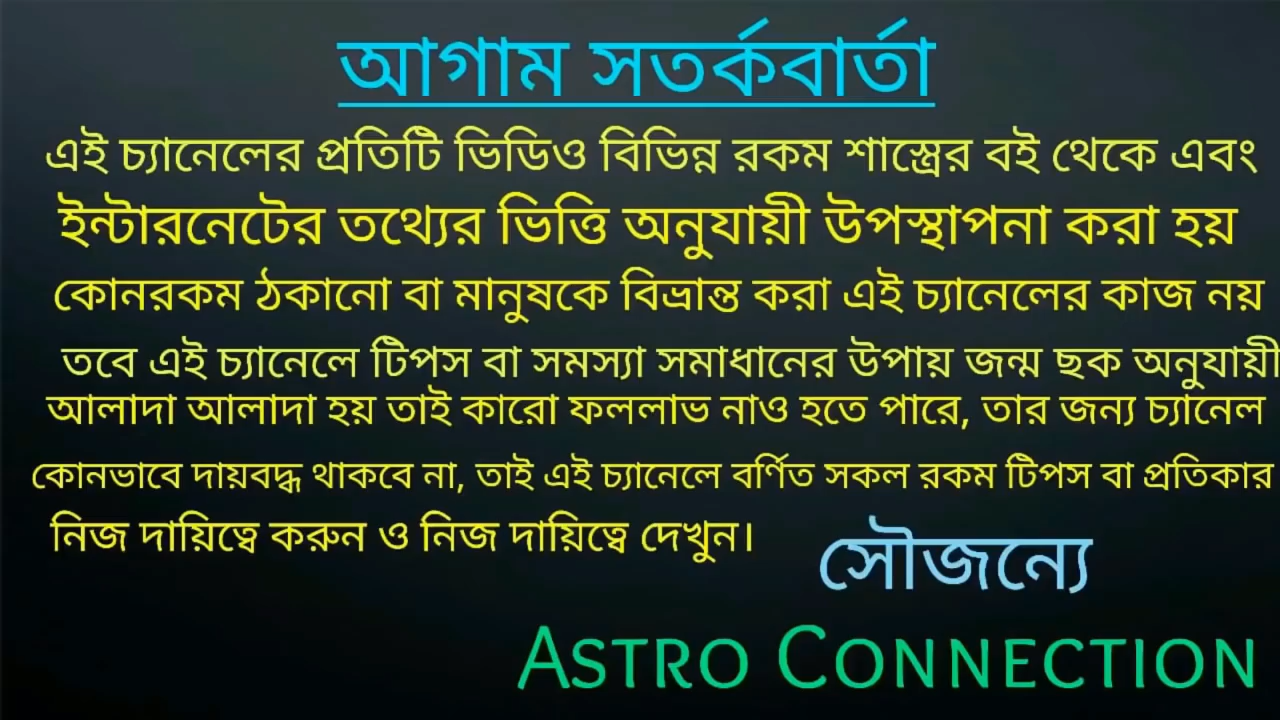 আগাম সতর্কবার্তা
এই চ্যানেলের প্রতিটি ভিডিও বিভিন্ন রকম শাস্ত্রের বই থেকে এবং
ইন্টারনেটের তথ্যের ভিত্তি অনুযায়ী উপস্থাপনা করা হয়
কোনরকম ঠকানো বা মানুষকে বিভ্রান্ত করা এই চ্যানেলের কাজ নয়
তবে এই চ্যানেলে টিপস বা সমস্যা সমাধানের উপায় জন্ম ছক অনুযায়ী
আলাদা আলাদা হয় তাই কারো ফললাভ নাও হতে পারে, তার জন্য চ্যানেল
কোনভাবে দায়বদ্ধ থাকবে না, তাই এই চ্যানেলে বর্ণিত সকল রকম টিপস বা প্রতিকার
নিজ দায়িত্বে করুন ও নিজ দায়িত্বে দেখুন।
সৌজন্যে
ASTRO CONNECTION